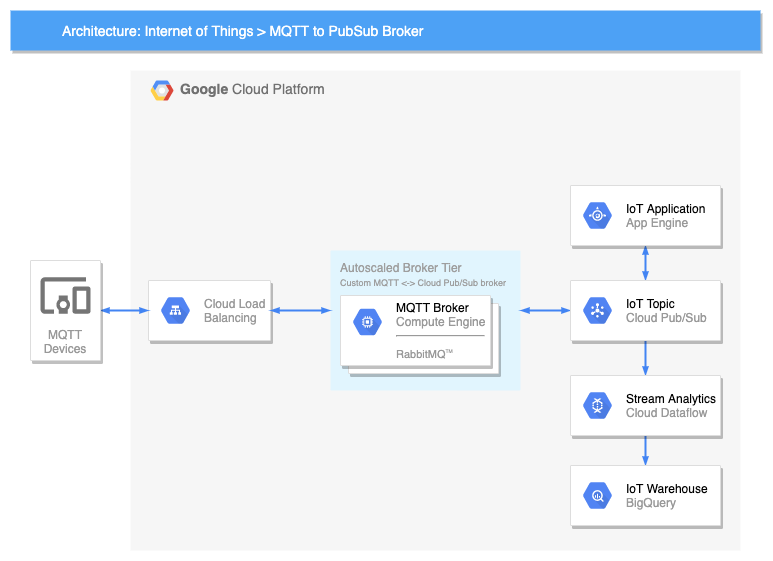 Architecture: Internet of Things > MQTT to PubSub Broker
Google Cloud Platform
IoT Application
App Engine
Autoscaled Broker Tier
Custom MQTT <-> Cloud Pub/Sub broker
MQTT
Devices
Cloud Load
Balancing
MQTT Broker
Compute Engine
RabbitMQ™
IoT Topic
Cloud Pub/Sub
Stream Analytics
Cloud Dataflow
IoT Warehouse
BigQuery